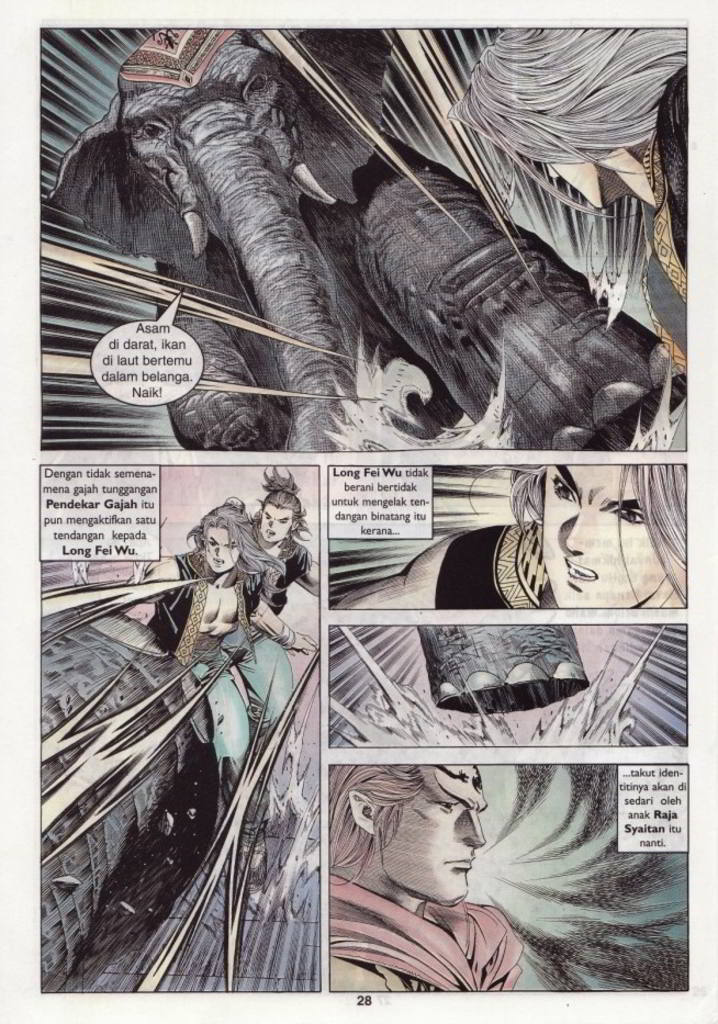 Asam
di darat, ikan
di laut bertemu
dalam belanga.
Naik!
Dengan tidak semena-
mena gajah tunggangan
Pendekar Gajah itu
pun mengaktifkan satu
tendangan kepada
Long Fei Wu.
Long Fei Wu tidak
berani bertidak
untuk mengelak ten-
dangan binatang itu
kerana...
...takut iden-
titinya akan di
sedari oleh
anak Raja
Syaitan itu
nanti.
28